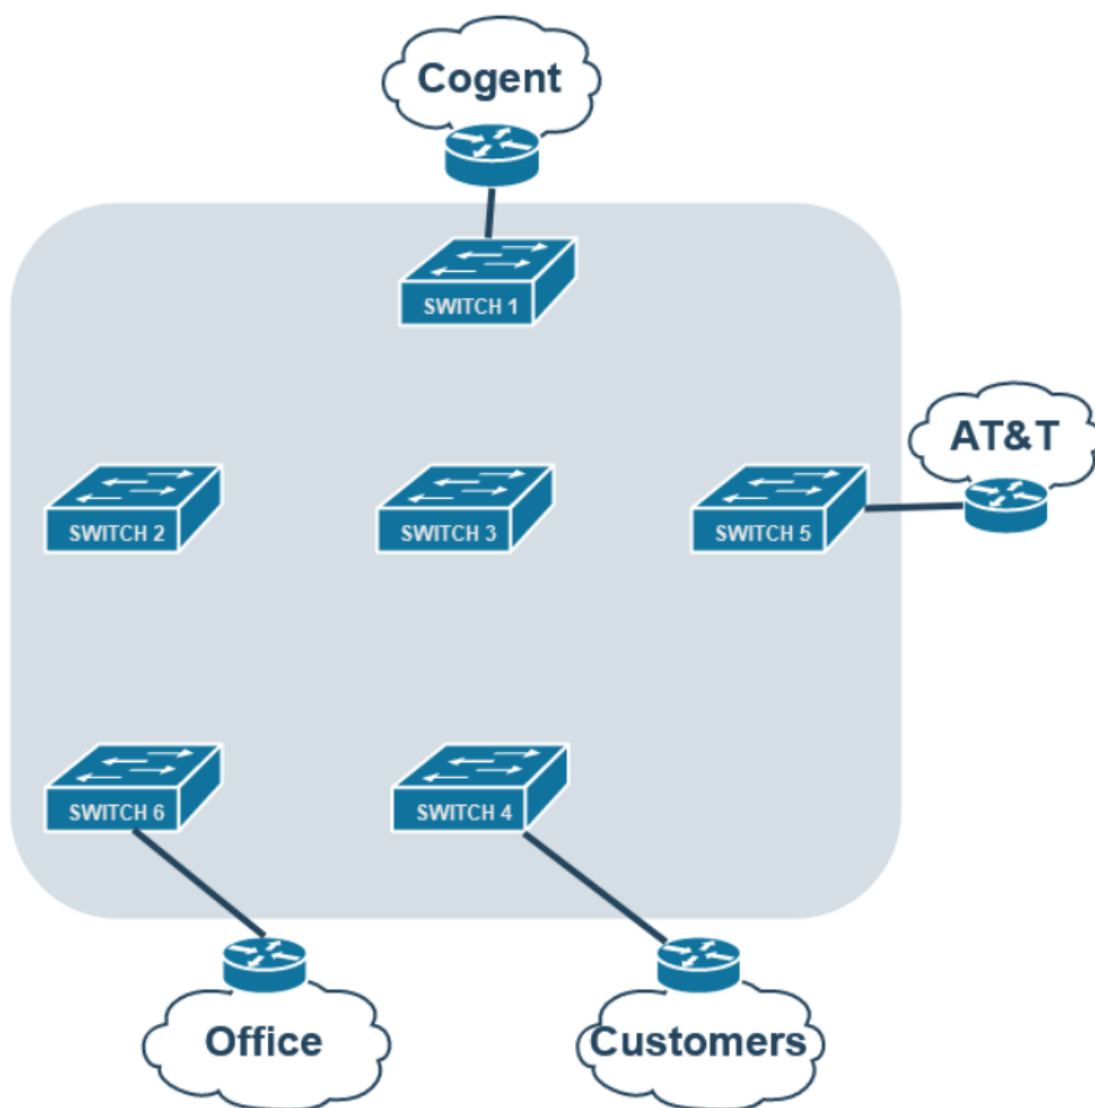 Cogent
SWITCH 1
AT&T
SWITCH 2
SWITCH 3
SWITCH 5
SWITCH 6
SWITCH 4
Office
Customers